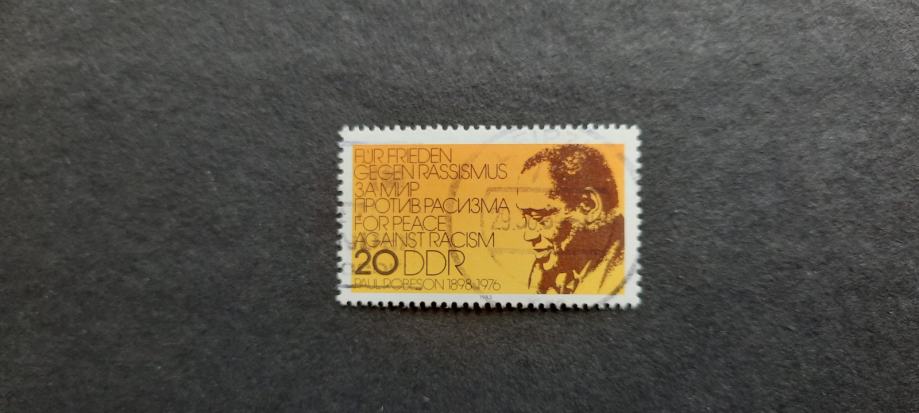 FÜR FRIEDEN
GEGEN RASSISMUS
ЗА МИР
ПРОТИВ РАСИЗМА
FOR PEACE
AGAINST RACISM
20 DDR
PAUL ROBESON 1898-1976
1983